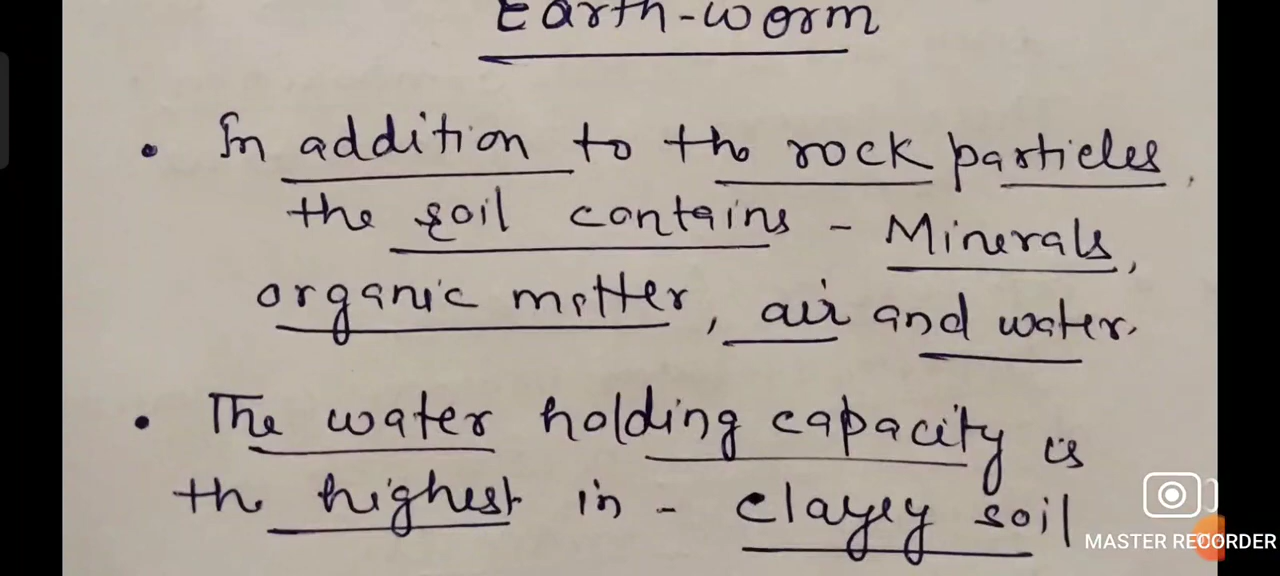 Earth-worm
• In addition to the rock particles,
the soil contains - Minerals,
organic matter, air and water.
• The water holding capacity is
the highest in - clayey soil
MASTER RECORDER